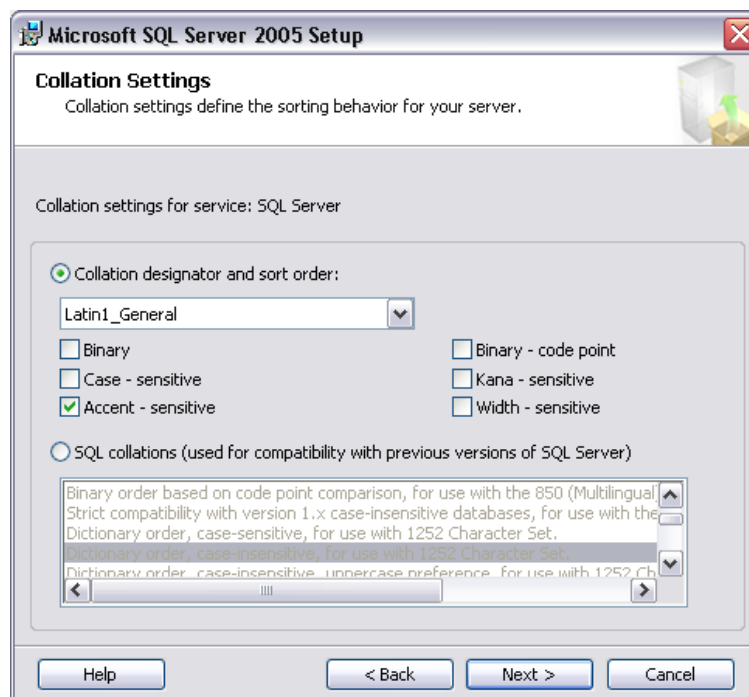 Microsoft SQL Server 2005 Setup
Collation Settings
Collation settings define the sorting behavior for your server.
Collation settings for service: SQL Server
Collation designator and sort order:
Latin1_General
Binary
Binary - code point
Case - sensitive
Kana - sensitive
Accent - sensitive
Width - sensitive
SQL collations (used for compatibility with previous versions of SQL Server)
Binary order based on code point comparison, for use with the 850 (Multilingual)
Strict compatibility with version 1.x case-insensitive databases, for use with the
Dictionary order, case-sensitive, for use with 1252 Character Set.
Dictionary order, case-insensitive, for use with 1252 Character Set.
Dictionary order, case-insensitive, uppercase preference, for use with 1252 Ch
Help
< Back
Next >
Cancel